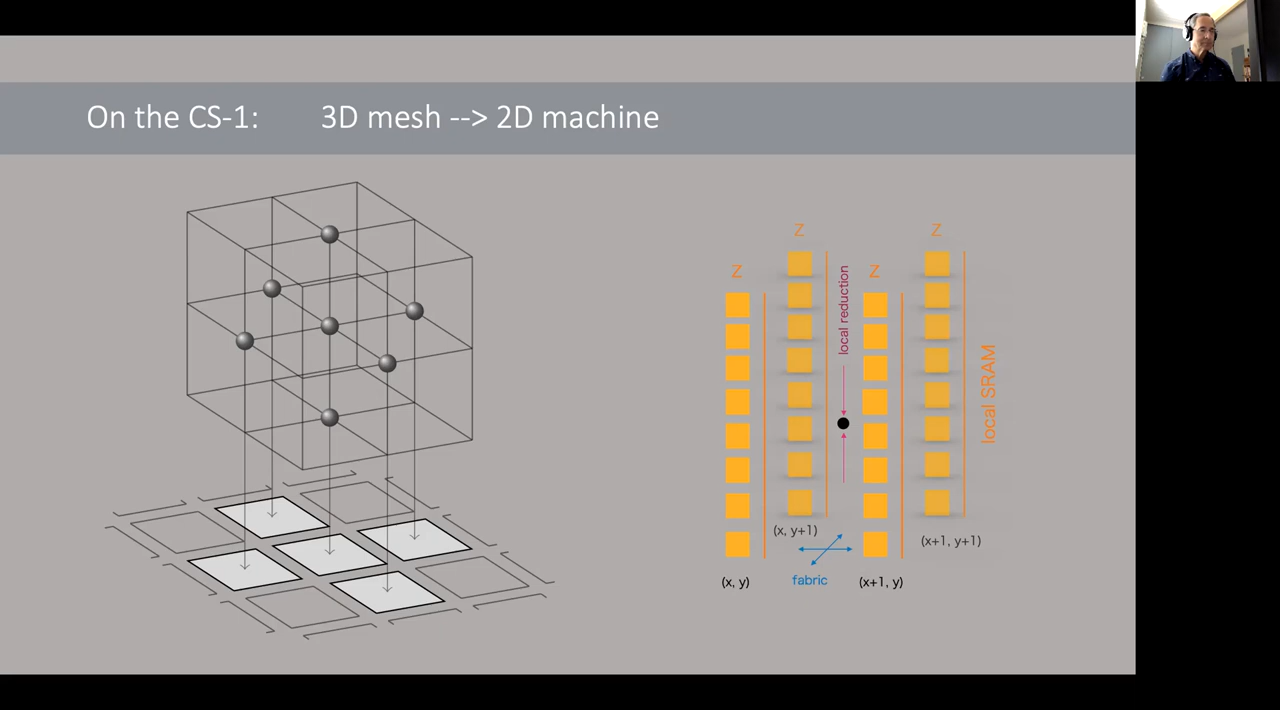 On the CS-1: 3D mesh --> 2D machine
Z
Z
Z
Z
local reduction
local SRAM
(x, y+1)
(x+1, y+1)
fabric
(x, y)
(x+1, y)